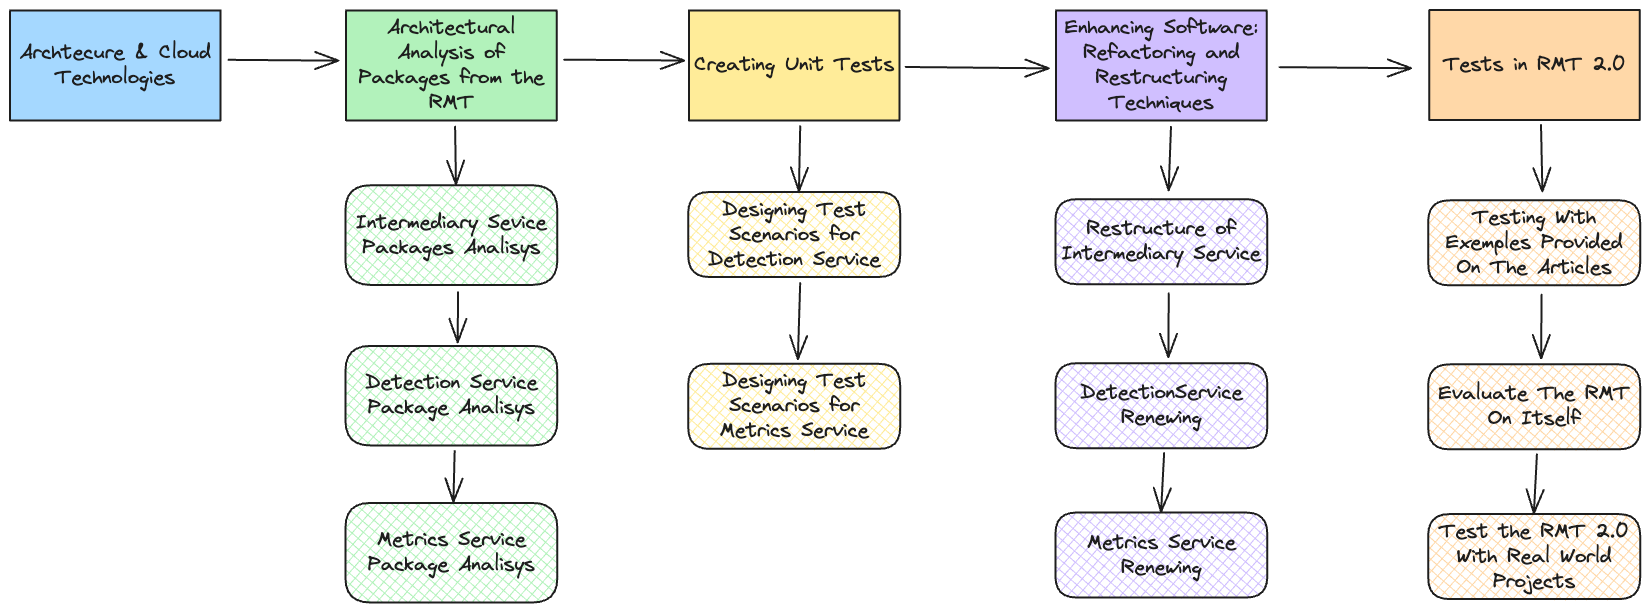 Archtecure & Cloud
Technologies
Architectural
Analysis of
Packages from the
RMT
Creating Unit Tests
Enhancing Software:
Refactoring and
Restructuring
Techniques
Tests in RMT 2.0
Intermediary Sevice
Packages Analisys
Detection Service
Package Analisys
Metrics Service
Package Analisys
Designing Test
Scenarios for
Detection Service
Designing Test
Scenarios for
Metrics Service
Restructure of
Intermediary Service
DetectionService
Renewing
Metrics Service
Renewing
Testing With
Exemples Provided
On The Articles
Evaluate The RMT
On Itself
Test the RMT 2.0
With Real World
Projects